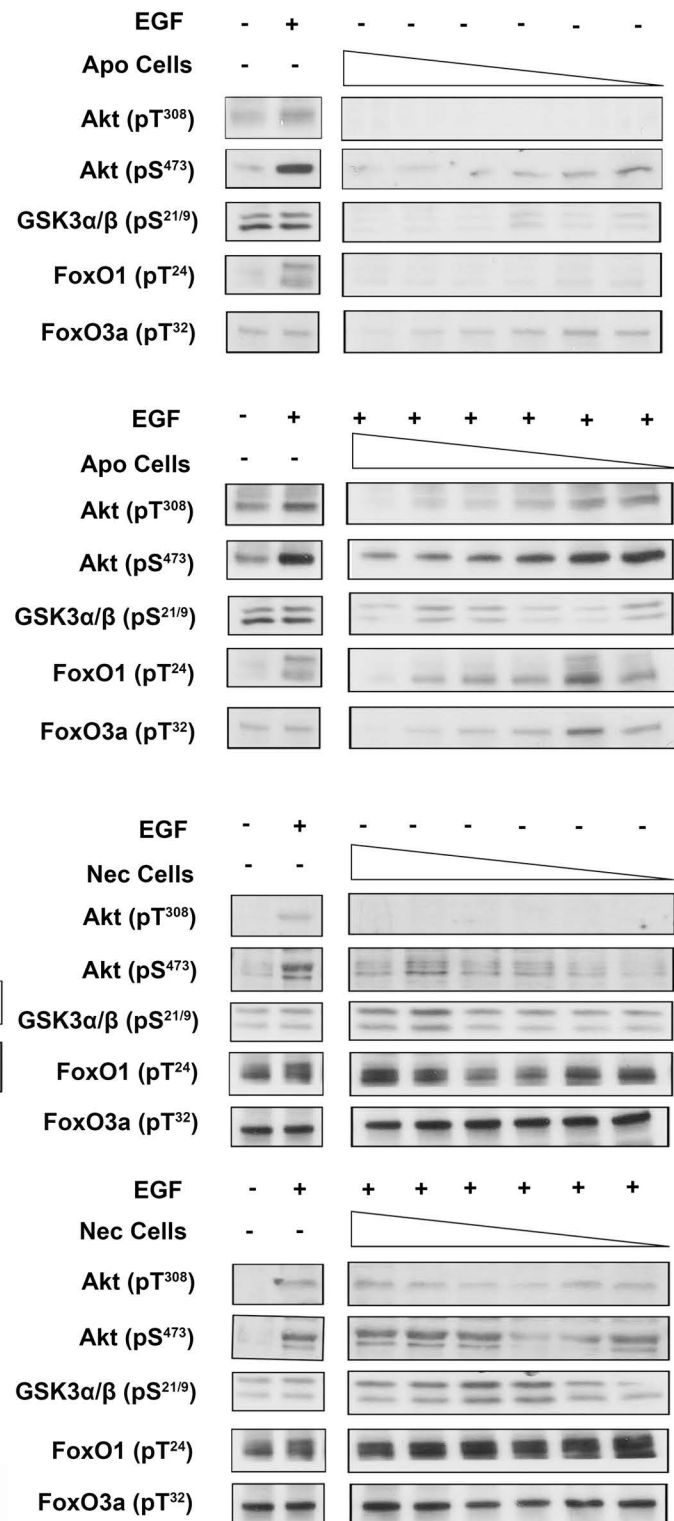 EGF - + - - - - - -
Apo Cells - -
Akt (pT³⁰⁸)
Akt (pS⁴⁷³)
GSK3α/β (pS²¹/⁹)
FoxO1 (pT²⁴)
FoxO3a (pT³²)
EGF - + + + + + + +
Apo Cells - -
Akt (pT³⁰⁸)
Akt (pS⁴⁷³)
GSK3α/β (pS²¹/⁹)
FoxO1 (pT²⁴)
FoxO3a (pT³²)
EGF - + - - - - - -
Nec Cells - -
Akt (pT³⁰⁸)
Akt (pS⁴⁷³)
GSK3α/β (pS²¹/⁹)
FoxO1 (pT²⁴)
FoxO3a (pT³²)
EGF - + + + + + + +
Nec Cells - -
Akt (pT³⁰⁸)
Akt (pS⁴⁷³)
GSK3α/β (pS²¹/⁹)
FoxO1 (pT²⁴)
FoxO3a (pT³²)